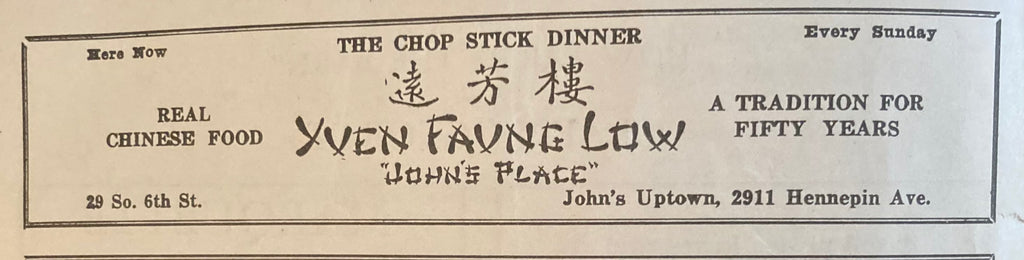 Here Now
THE CHOP STICK DINNER
Every Sunday
遠芳樓
REAL
CHINESE FOOD
YUEN FAUNG LOW
"JOHN'S PLACE"
A TRADITION FOR
FIFTY YEARS
29 So. 6th St.
John's Uptown, 2911 Hennepin Ave.